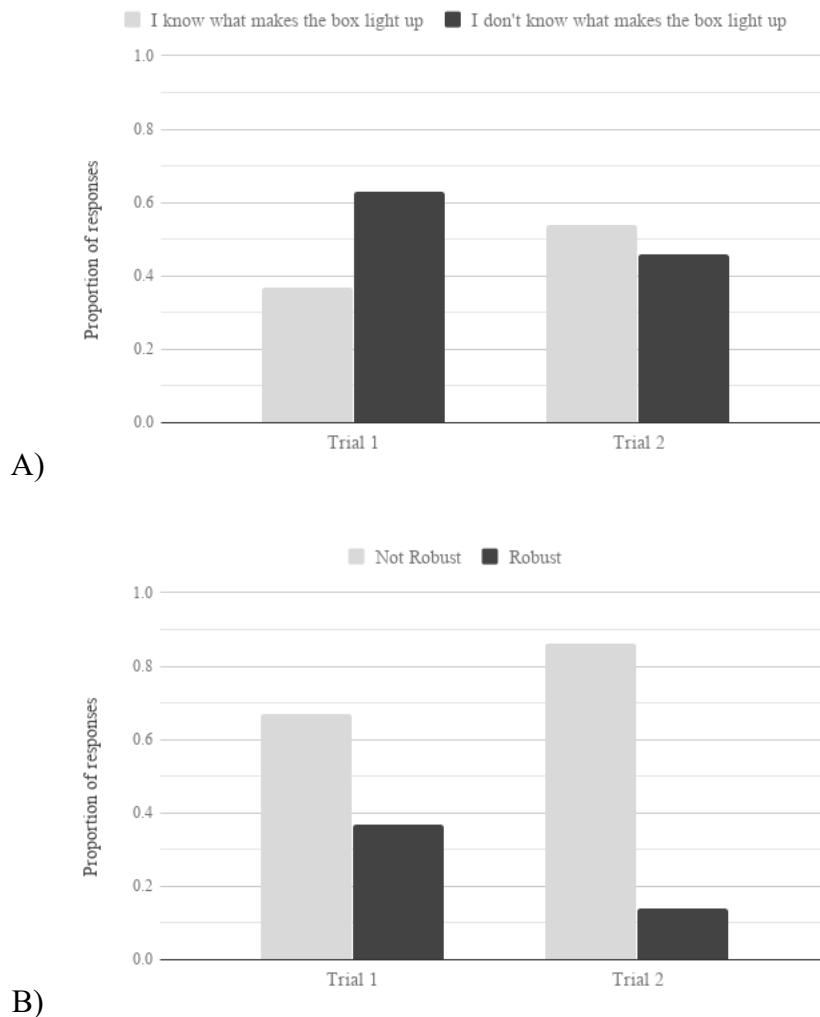 I know what makes the box light up I don't know what makes the box light up
1.0
0.8
0.6
0.4
0.2
0.0
Proportion of responses
Trial 1 Trial 2
A)
Not Robust Robust
1.0
0.8
0.6
0.4
0.2
0.0
Proportion of responses
Trial 1 Trial 2
B)